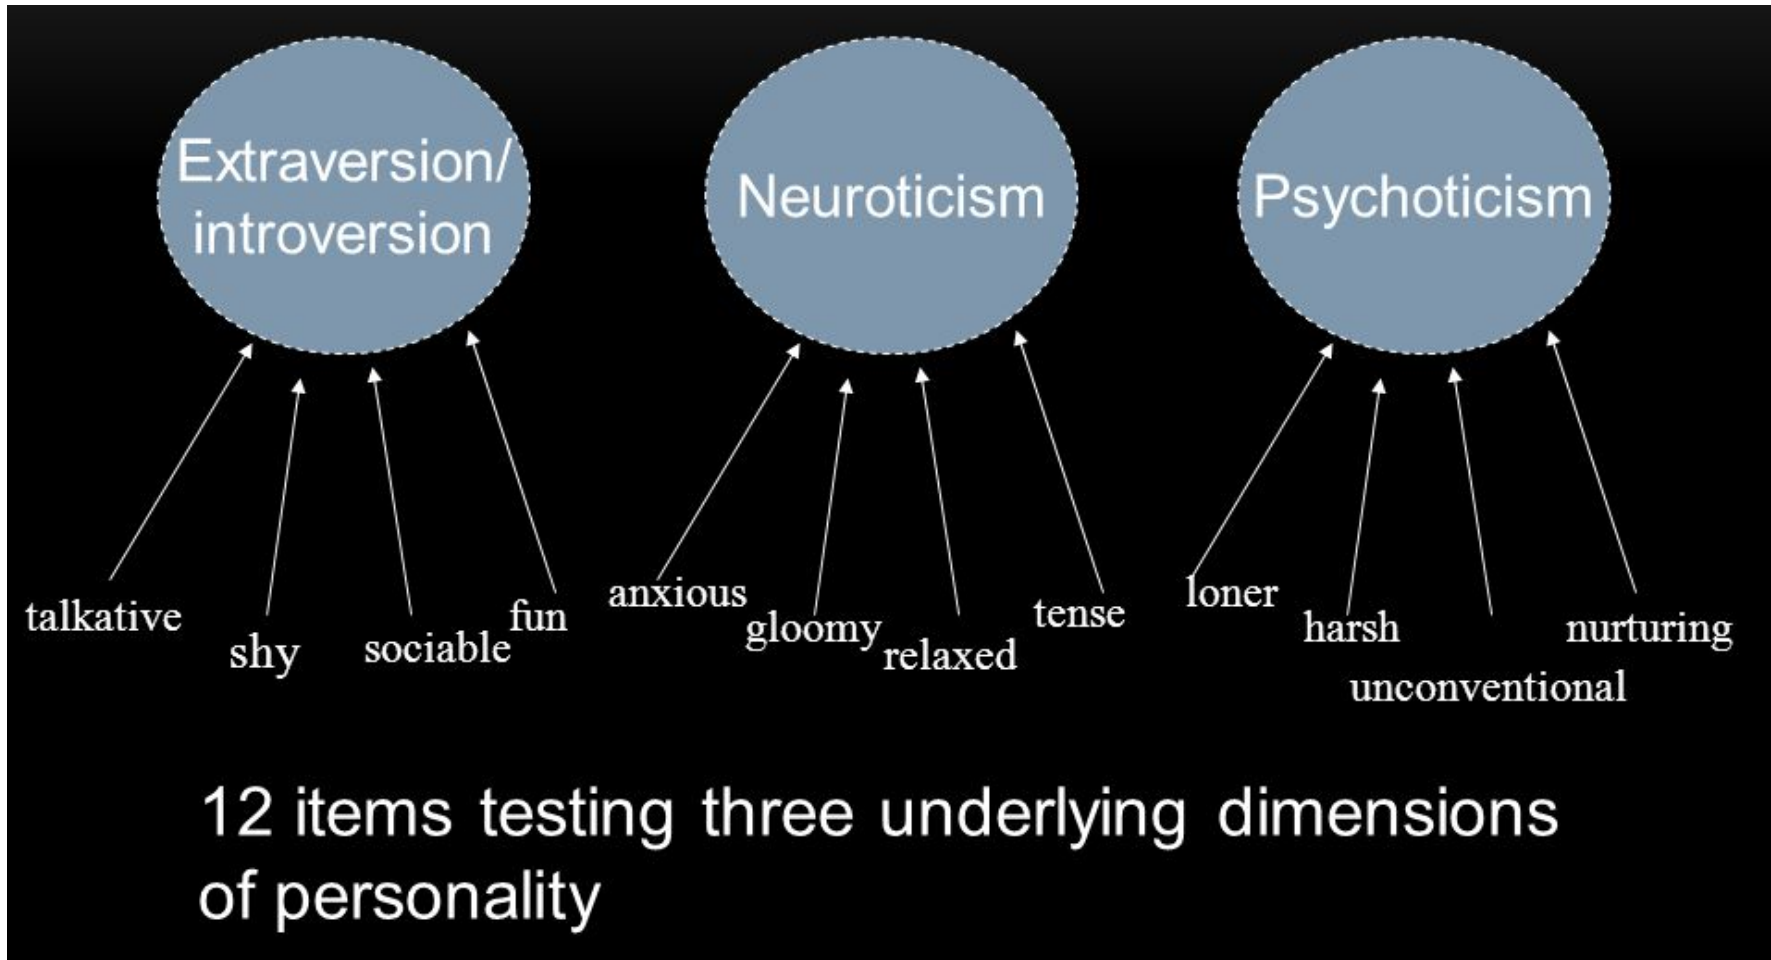 Extraversion/
introversion
Neuroticism
Psychoticism
talkative
shy
sociable
fun
anxious
gloomy
relaxed
tense
loner
harsh
unconventional
nurturing
12 items testing three underlying dimensions
of personality